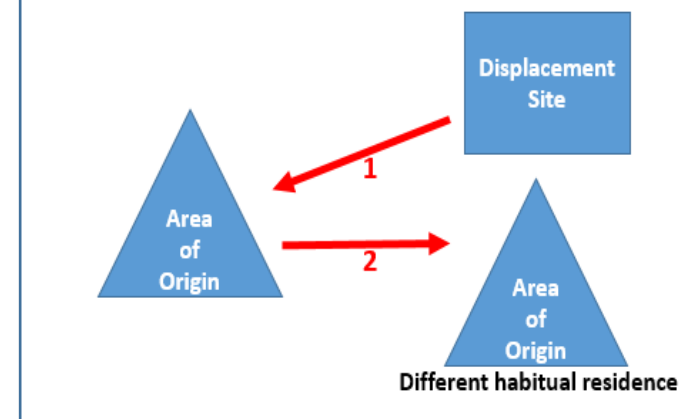 Displacement
Site
1
Area
of
Origin
2
Area
of
Origin
Different habitual residence